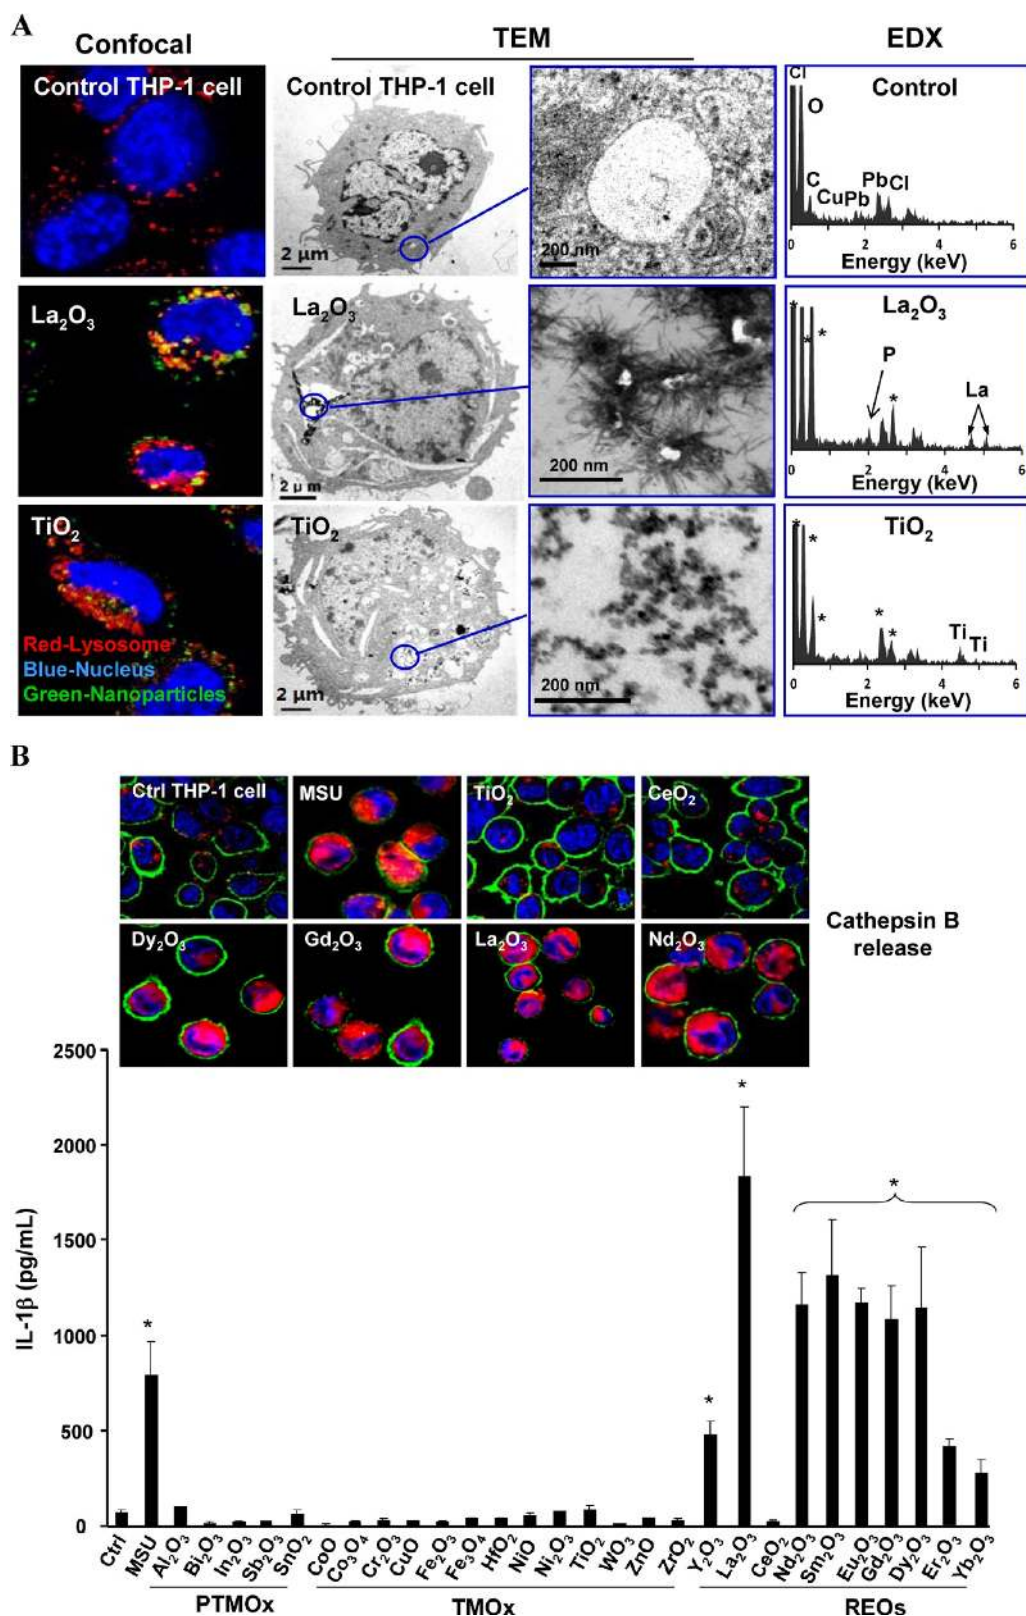 A
Confocal
TEM
EDX
Control THP-1 cell
Control THP-1 cell
2 μm
200 nm
Control
Cl
O
C
CuPb
Pb Cl
0 2 4 6
Energy (keV)
La₂O₃
La₂O₃
2 μ m
200 nm
La₂O₃
* * * *
P
*
La
0 2 4 6
Energy (keV)
TiO₂
Red-Lysosome
Blue-Nucleus
Green-Nanoparticles
TiO₂
2 μm
200 nm
TiO₂
* * * * *
Ti
Ti
0 2 4 6
Energy (keV)
B
Ctrl THP-1 cell
MSU
TiO₂
CeO₂
Dy₂O₃
Gd₂O₃
La₂O₃
Nd₂O₃
Cathepsin B
release
IL-1β (pg/mL)
2500
2000
1500
1000
500
0
*
*
*
*
Ctrl
MSU
Al₂O₃
Bi₂O₃
In₂O₃
Sb₂O₃
SnO₂
CoO
Co₃O₄
Cr₂O₃
CuO
Fe₂O₃
Fe₃O₄
HfO₂
NiO
Ni₂O₃
TiO₂
WO₃
ZnO
ZrO₂
Y₂O₃
La₂O₃
CeO₂
Nd₂O₃
Sm₂O₃
Eu₂O₃
Gd₂O₃
Dy₂O₃
Er₂O₃
Yb₂O₃
PTMOx
TMOx
REOs